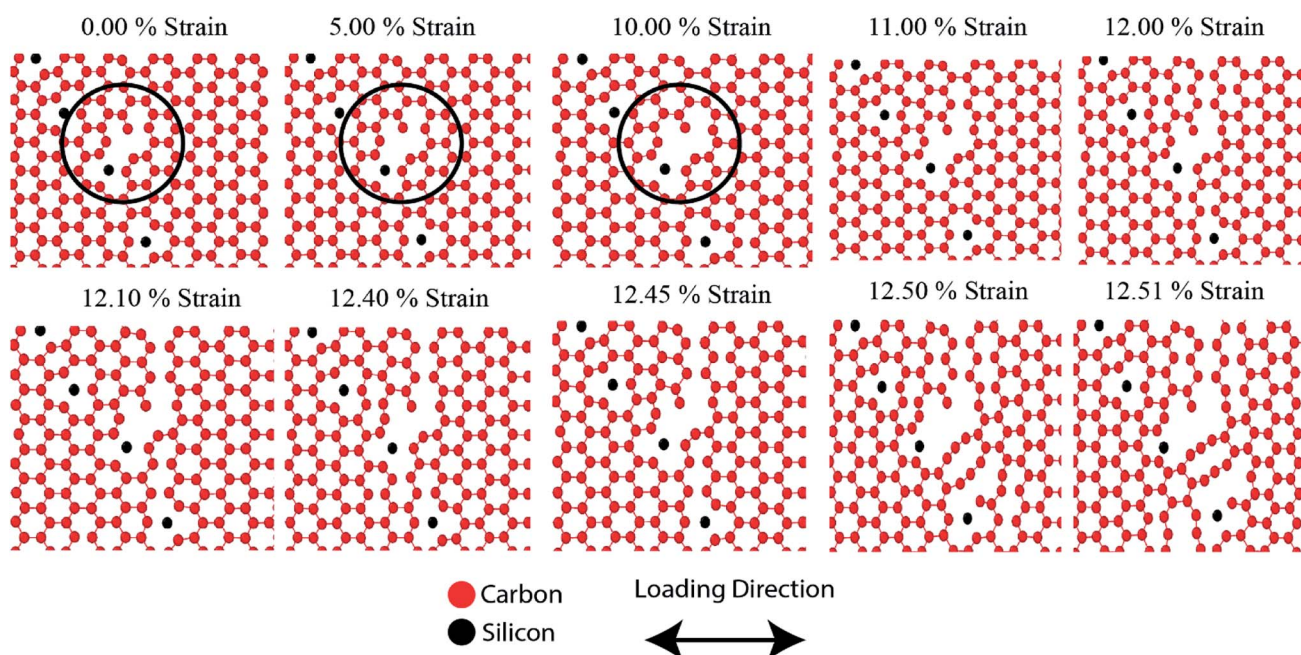 0.00 % Strain
5.00 % Strain
10.00 % Strain
11.00 % Strain
12.00 % Strain
12.10 % Strain
12.40 % Strain
12.45 % Strain
12.50 % Strain
12.51 % Strain
Carbon
Silicon
Loading Direction